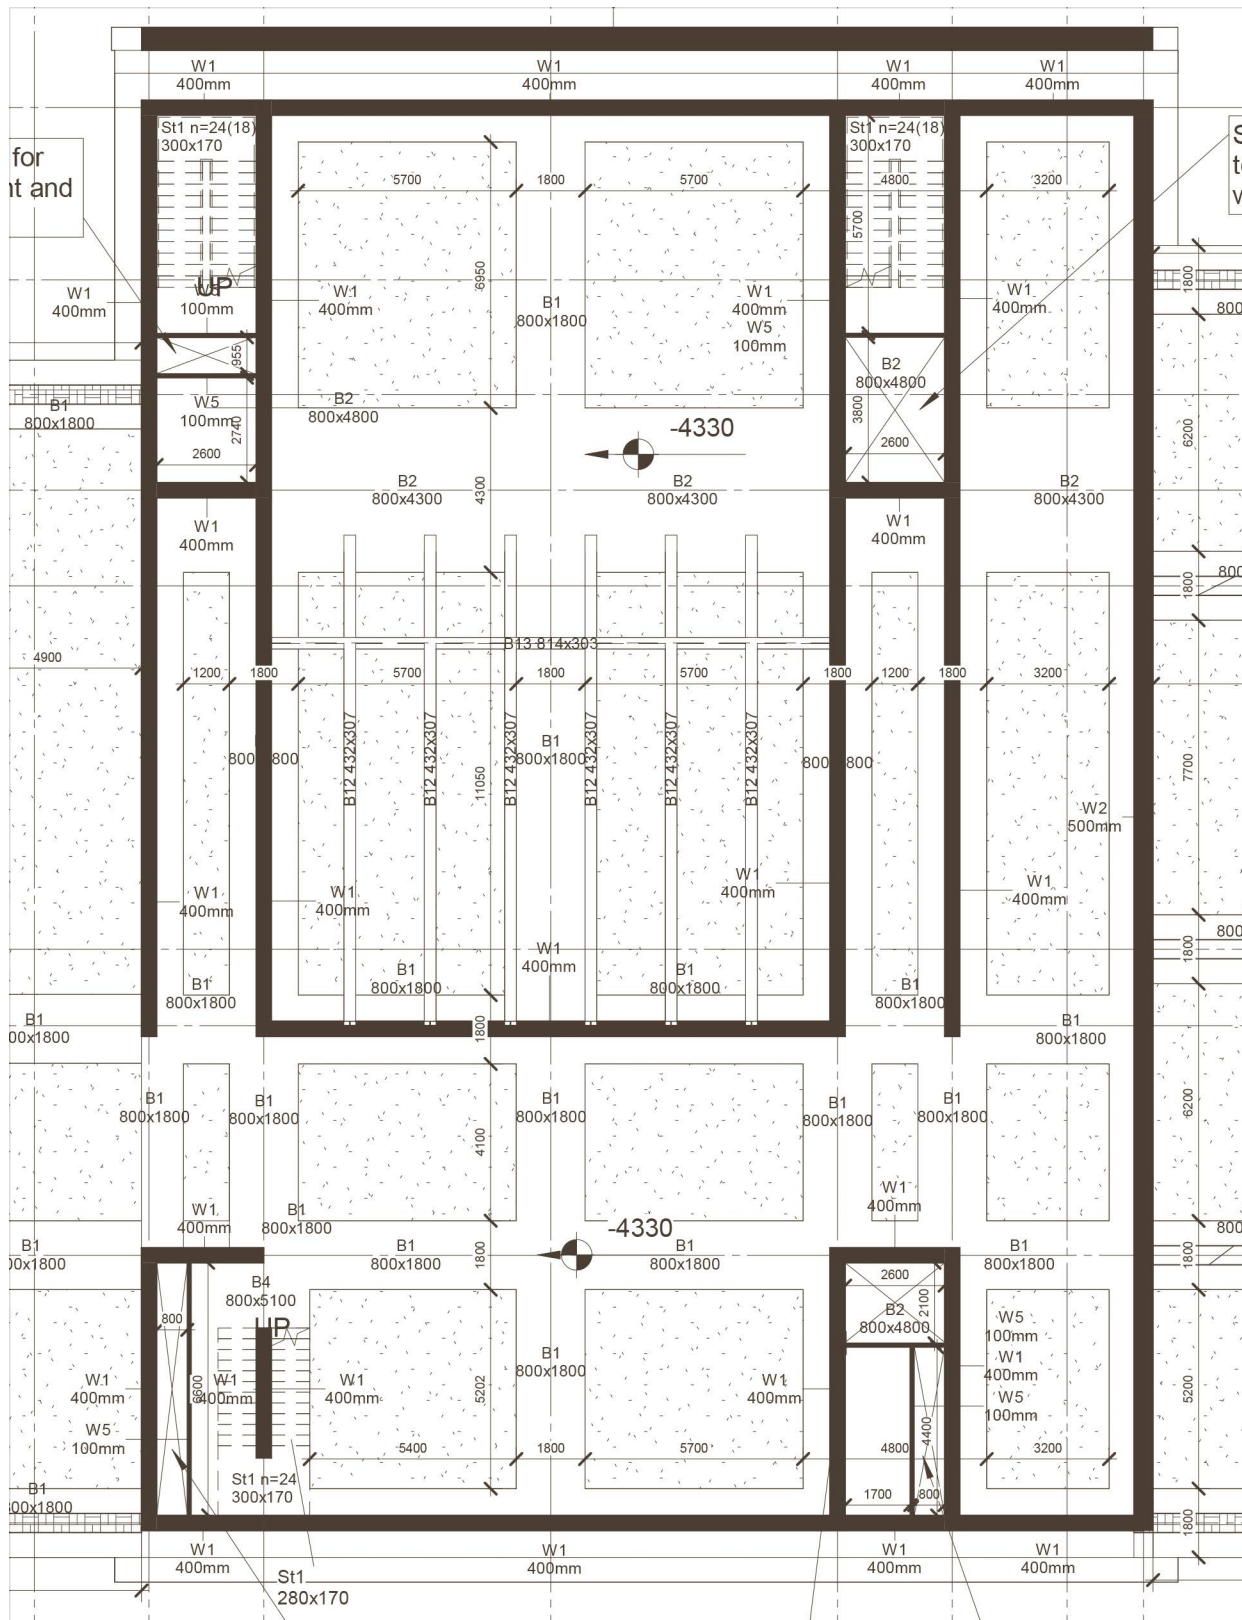 W1
400mm
W1
400mm
W1
400mm
W1
400mm
St1 n=24(18)
300x170
St1 n=24(18)
300x170
for
nt and
S
t
5700
1800
5700
4800
3200
5700
6950
1800
UP
100mm
W1
400mm
W1
400mm
B1
800x1800
W1
400mm
W5
100mm
W1
400mm
800
955
B1
800x1800
W5
100mm
2740
2600
B2
800x4800
B2
800x4800
3800
2600
6200
-4330
B2
800x4300
4300
B2
800x4300
B2
800x4300
W1
400mm
W1
400mm
800
1800
B13 814x303
4900
1200
1800
5700
1800
5700
1800
1200
1800
3200
B12 432x307
B12 432x307
B12 432x307
B12 432x307
B12 432x307
B12 432x307
800
800
B1
800x1800
800
800
11050
7700
W2
500mm
W1
400mm
W1
400mm
W1
400mm
W1
400mm
W1
400mm
800
1800
B1
800x1800
B1
800x1800
B1
800x1800
B1
800x1800
B1
00x1800
1800
B1
800x1800
B1
800x1800
B1
800x1800
B1
800x1800
B1
800x1800
B1
800x1800
4100
6200
W1
400mm
B1
800x1800
W1
400mm
-4330
800
B1
00x1800
B1
800x1800
1800
B1
800x1800
B1
800x1800
1800
B4
800x5100
UP
800
2600
2100
B2
800x4800
W5
100mm
W1
400mm
W5
100mm
W1
400mm
W5
100mm
6600
W1
400mm
W1
400mm
B1
800x1800
W1
400mm
5202
5200
5400
1800
5700
4800
4400
3200
St1 n=24
300x170
1700
800
B1
800x1800
1800
W1
400mm
W1
400mm
W1
400mm
W1
400mm
St1
280x170